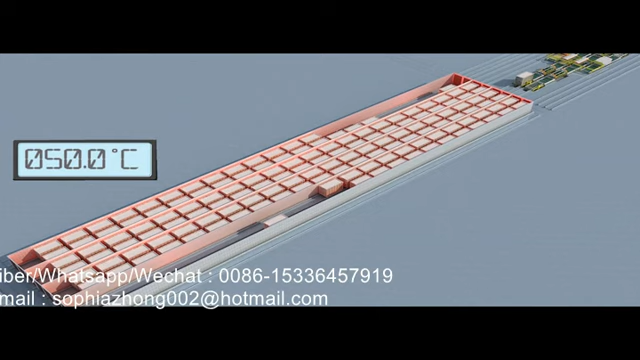 050.0°C
iber/Whatsapp/Wechat : 0086-15336457919
mail : sophiazhong002@hotmail.com